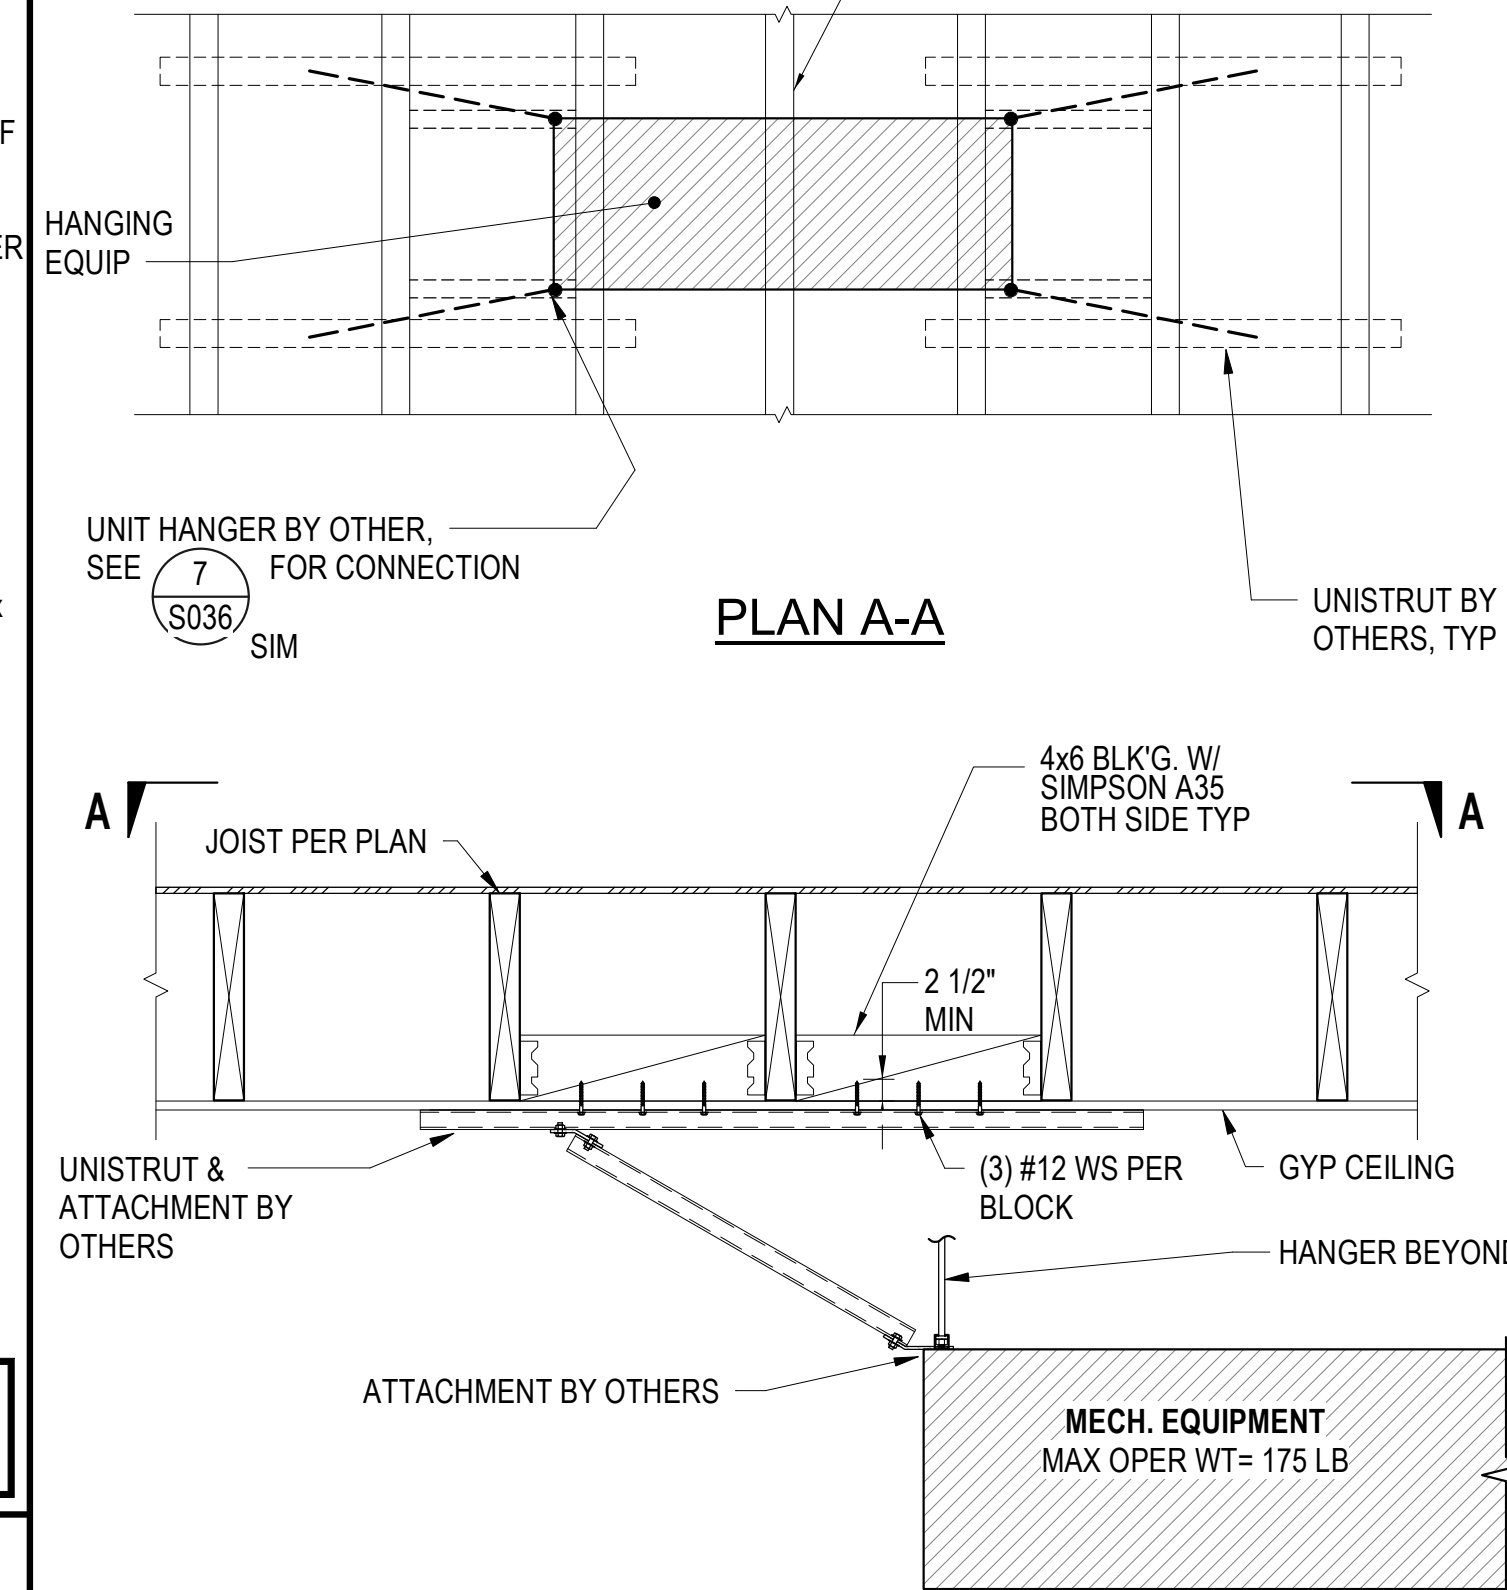 HANGING
EQUIP
UNIT HANGER BY OTHER,
SEE 7 FOR CONNECTION
S036
SIM
PLAN A-A
UNISTRUT BY
OTHERS, TYP
4x6 BLK'G. W/
SIMPSON A35
BOTH SIDE TYP
A
A
JOIST PER PLAN
2 1/2"
MIN
UNISTRUT &
ATTACHMENT BY
OTHERS
(3) #12 WS PER
BLOCK
GYP CEILING
HANGER BEYOND
ATTACHMENT BY OTHERS
MECH. EQUIPMENT
MAX OPER WT= 175 LB